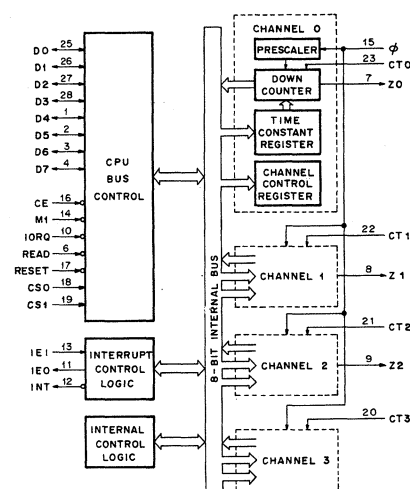 D0 25
D1 26
D2 27
D3 28
D4 1
D5 2
D6 3
D7 4
CE 16
M1 14
IORQ 10
READ 6
RESET 17
CS0 18
CS1 19
CPU
BUS
CONTROL
IEI 13
IEO 11
INT 12
INTERRUPT
CONTROL
LOGIC
INTERNAL
CONTROL
LOGIC
8-BIT INTERNAL BUS
CHANNEL 0
PRESCALER
DOWN
COUNTER
TIME
CONSTANT
REGISTER
CHANNEL
CONTROL
REGISTER
15 Φ
23 CT0
7 Z0
22 CT1
CHANNEL 1
8 Z1
21 CT2
CHANNEL 2
9 Z2
20 CT3
CHANNEL 3